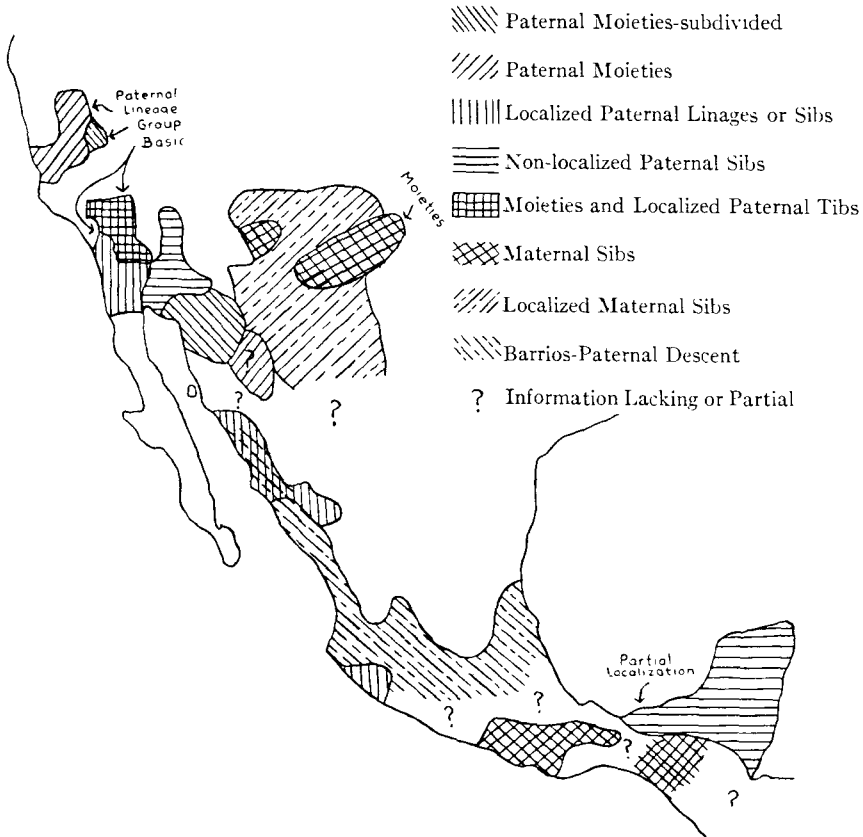 Paternal Moieties-subdivided
Paternal Moieties
Localized Paternal Linages or Sibs
Non-localized Paternal Sibs
Moieties and Localized Paternal Tibs
Maternal Sibs
Localized Maternal Sibs
Barrios-Paternal Descent
? Information Lacking or Partial
Paternal
Lineage
Group
Basic
Moieties
?
?
?
Partial
Localization
?
?
?
?